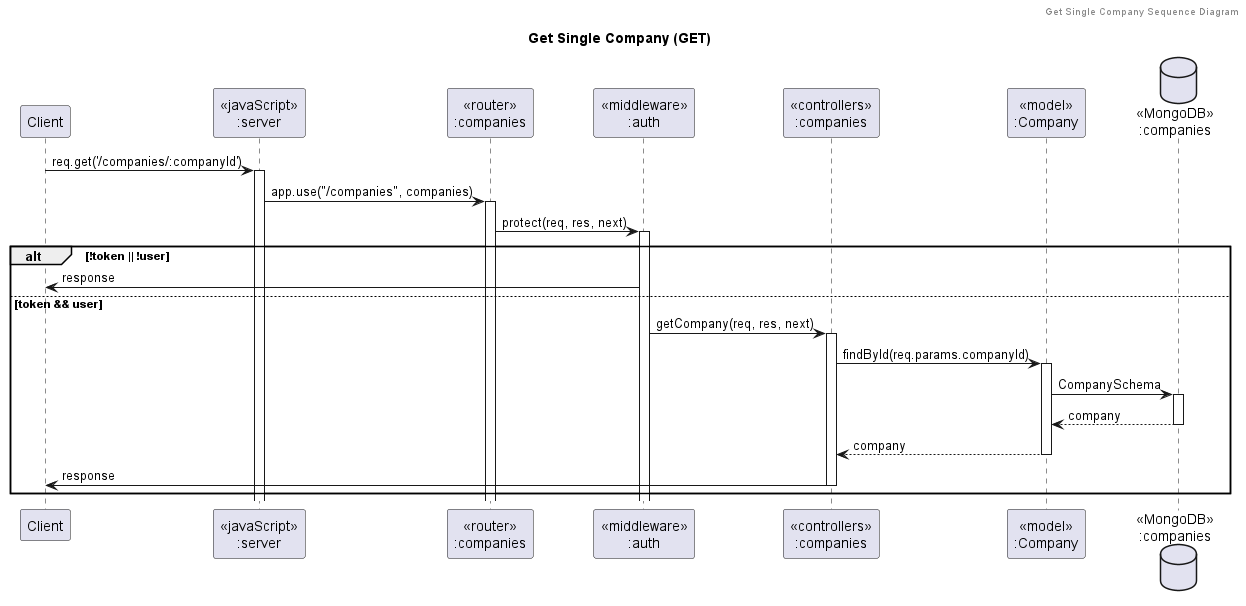 Get Single Company Sequence Diagram
Get Single Company (GET)
Client
«javaScript»
:server
«router»
:companies
«middleware»
:auth
«controllers»
:companies
«model»
:Company
«MongoDB»
:companies
req.get('/companies/:companyId')
app.use("/companies", companies)
protect(req, res, next)
alt [!token || !user]
response
[token && user]
getCompany(req, res, next)
findById(req.params.companyId)
CompanySchema
company
company
response
Client
«javaScript»
:server
«router»
:companies
«middleware»
:auth
«controllers»
:companies
«model»
:Company
«MongoDB»
:companies